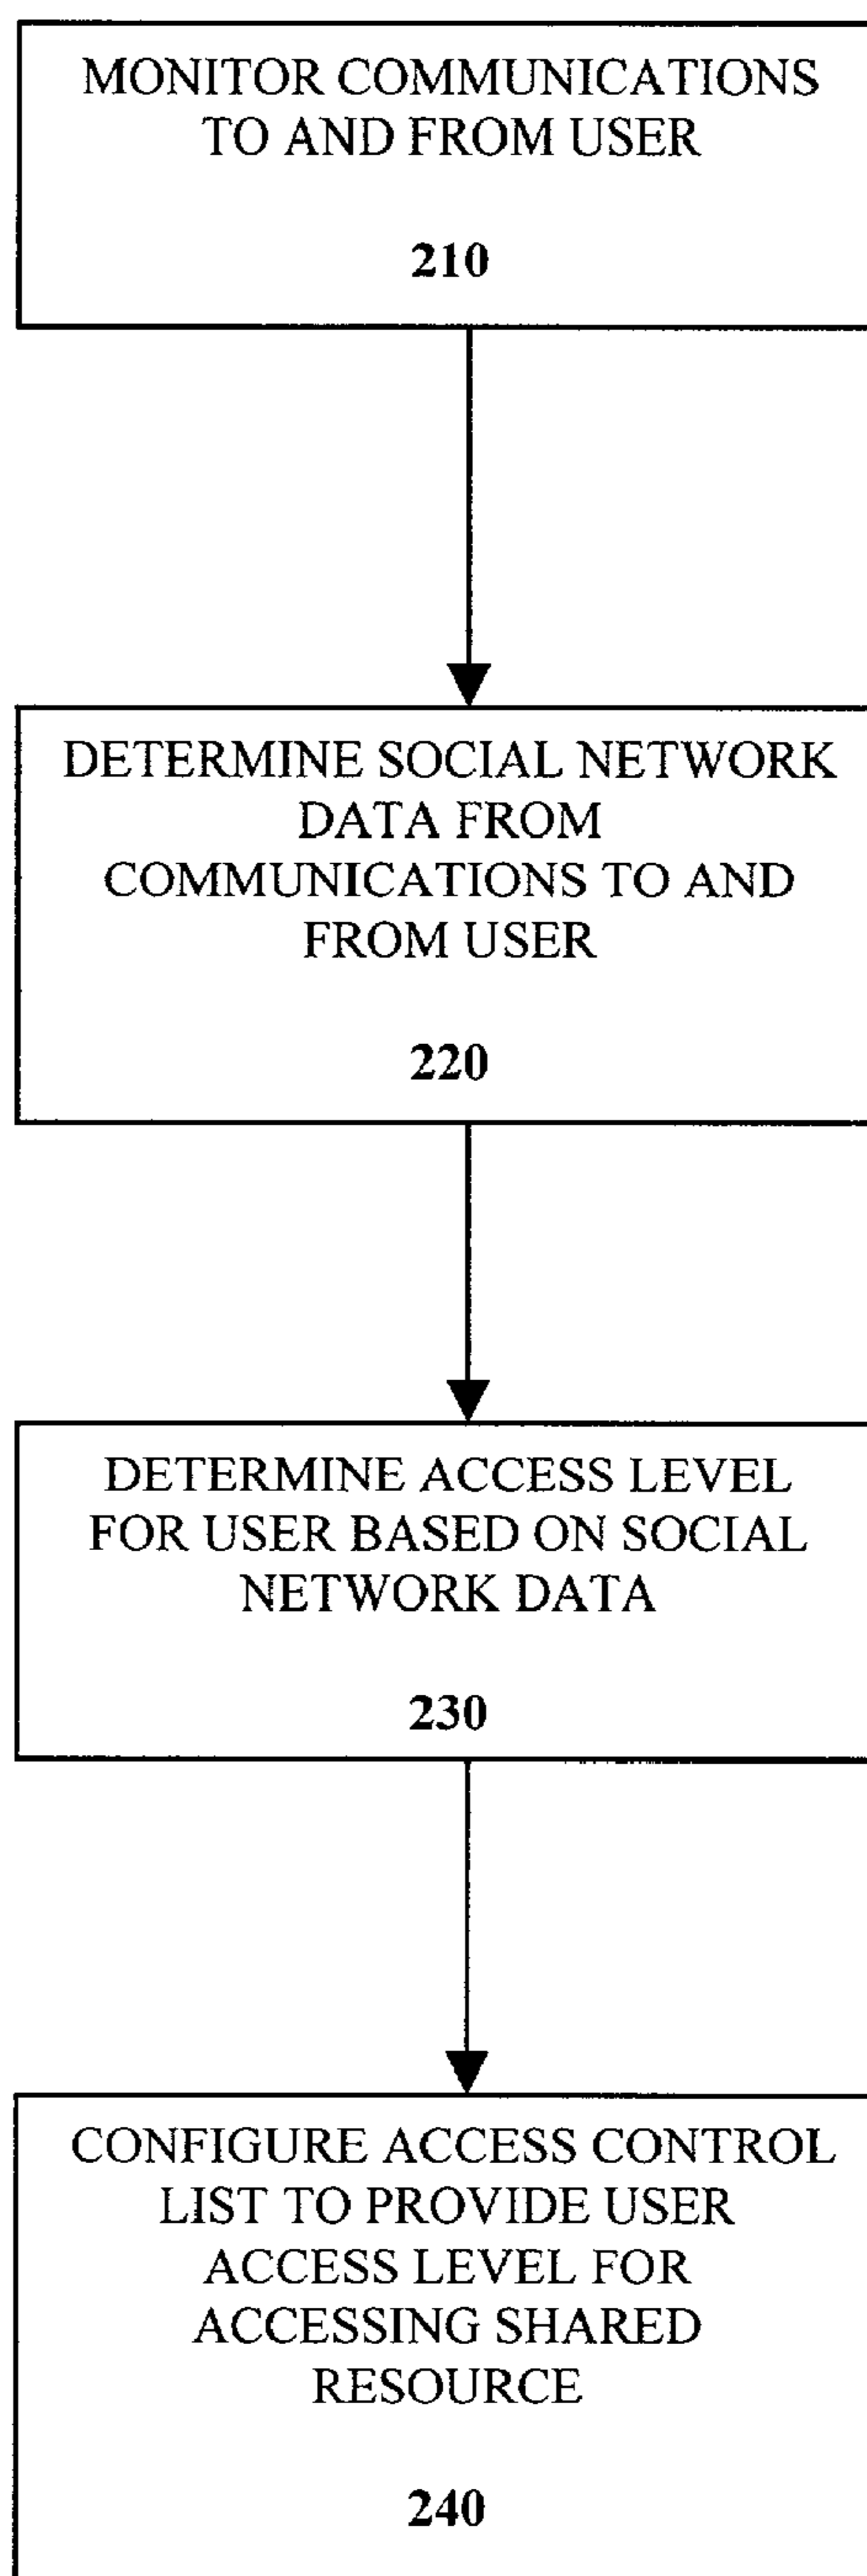 MONITOR COMMUNICATIONS
TO AND FROM USER
210
DETERMINE SOCIAL NETWORK
DATA FROM
COMMUNICATIONS TO AND
FROM USER
220
DETERMINE ACCESS LEVEL
FOR USER BASED ON SOCIAL
NETWORK DATA
230
CONFIGURE ACCESS CONTROL
LIST TO PROVIDE USER
ACCESS LEVEL FOR
ACCESSING SHARED
RESOURCE
240